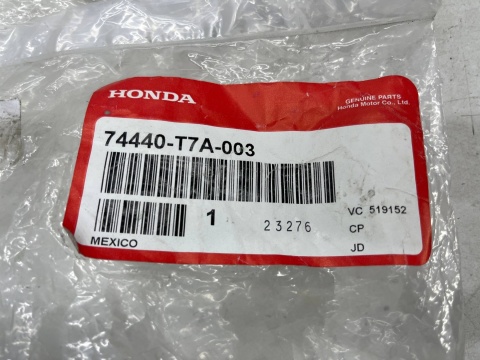 HONDA
GENUINE PARTS
Honda Motor Co., Ltd.
74440-T7A-003
1
23276
VC 519152
CP
JD
MEXICO